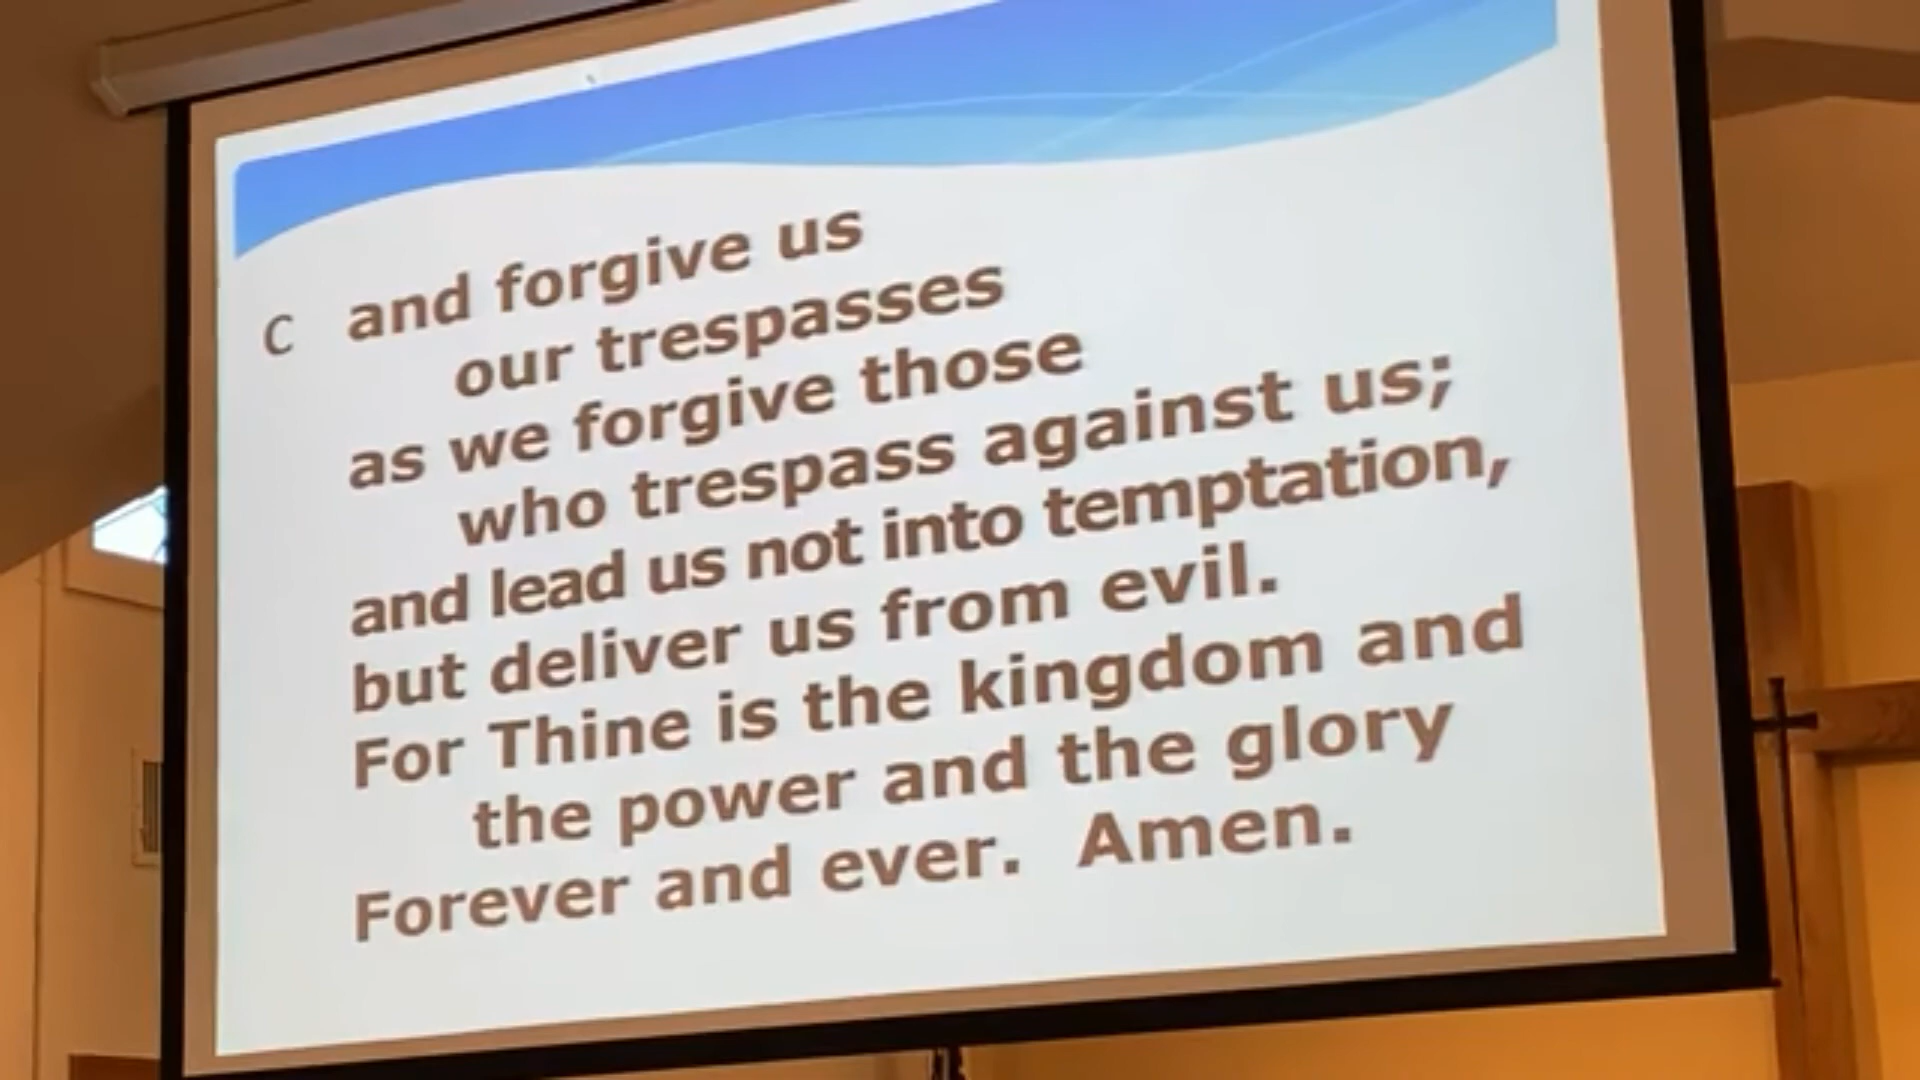 C and forgive us
our trespasses
as we forgive those
who trespass against us;
and lead us not into temptation,
but deliver us from evil.
For Thine is the kingdom and
the power and the glory
Forever and ever. Amen.